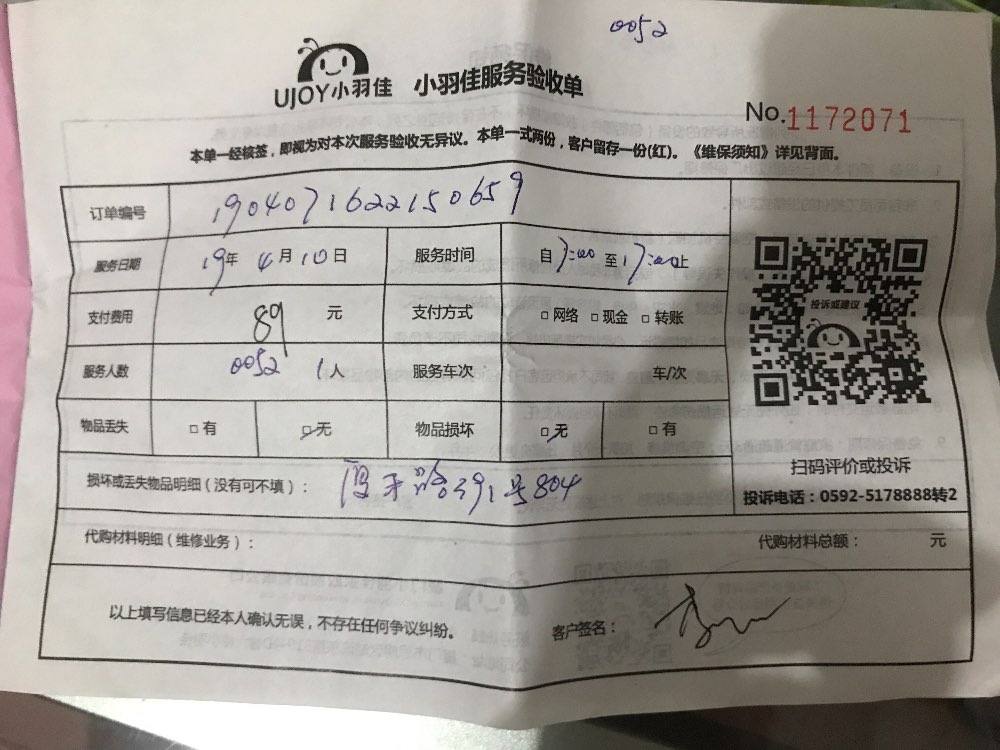 0052
UJOY小羽佳 小羽佳服务验收单
No.1172071
本单一经核签，即视为对本次服务验收无异议。本单一式两份，客户留存一份(红)。《维保须知》详见背面。
订单编号 1904071622150659
服务日期 19年4月10日 服务时间 自 至17:00止
支付费用 89 元 支付方式 □网络 □现金 □转账
投诉或建议
服务人数 0052 1人 服务车次 车/次
物品丢失 □有 □无 物品损坏 □无 □有
扫码评价或投诉
损坏或丢失物品明细（没有可不填）： 路391号804
投诉电话：0592-5178888转2
代购材料明细（维修业务）： 代购材料总额： 元
以上填写信息已经本人确认无误，不存在任何争议纠纷。 客户签名：